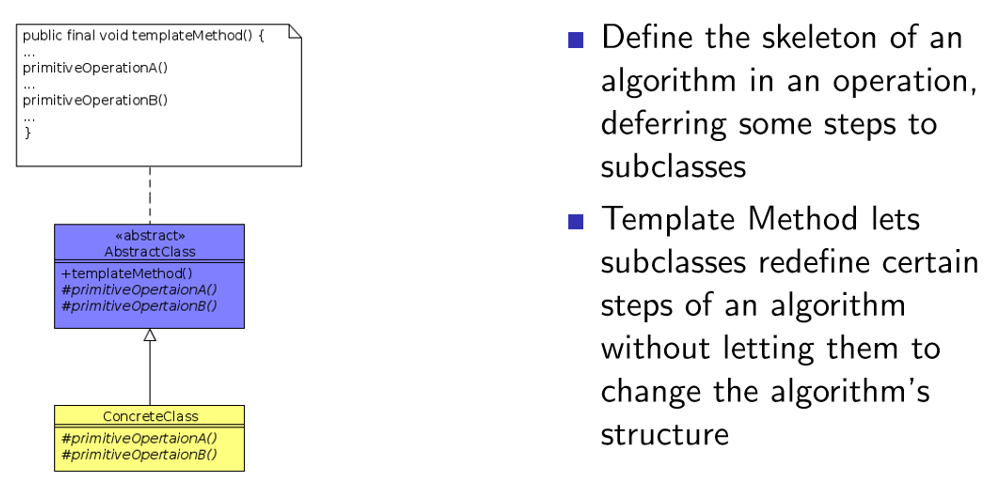 public final void templateMethod() {
...
primitiveOperationA()
...
primitiveOperationB()
...
}
«abstract»
AbstractClass
+templateMethod()
#primitiveOpertaionA()
#primitiveOpertaionB()
ConcreteClass
#primitiveOpertaionA()
#primitiveOpertaionB()
Define the skeleton of an
algorithm in an operation,
deferring some steps to
subclasses
Template Method lets
subclasses redefine certain
steps of an algorithm
without letting them to
change the algorithm's
structure